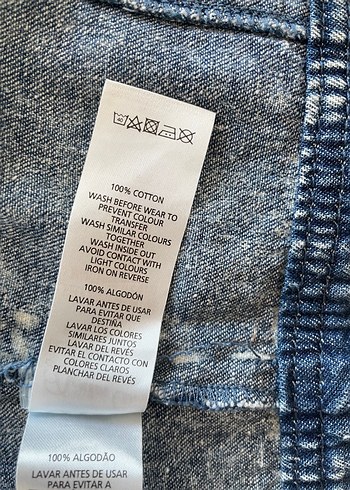 100% COTTON
WASH BEFORE WEAR TO
PREVENT COLOUR
TRANSFER
WASH SIMILAR COLOURS
TOGETHER
WASH INSIDE OUT
AVOID CONTACT WITH
LIGHT COLOURS
IRON ON REVERSE
100% ALGODÓN
LAVAR ANTES DE USAR
PARA EVITAR QUE
DESTIÑA
LAVAR LOS COLORES
SIMILARES JUNTOS
LAVAR DEL REVÉS
EVITAR EL CONTACTO CON
COLORES CLAROS
PLANCHAR DEL REVÉS
100% ALGODÃO
LAVAR ANTES DE USAR
PARA EVITAR A